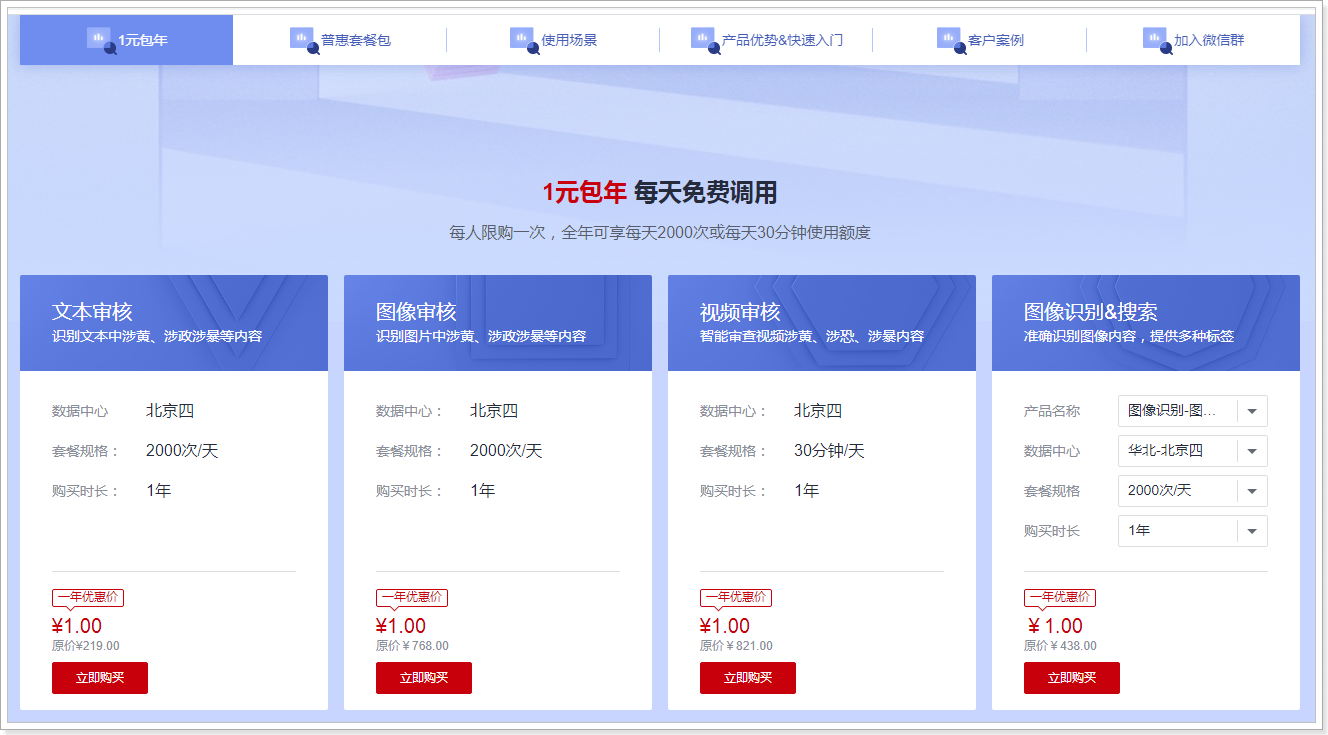 1元包年
普惠套餐包
使用场景
产品优势&快速入门
客户案例
加入微信群
1元包年 每天免费调用
每人限购一次，全年可享每天2000次或每天30分钟使用额度
文本审核
识别文本中涉黄、涉政涉暴等内容
数据中心 北京四
套餐规格： 2000次/天
购买时长： 1年
一年优惠价
¥1.00
原价¥219.00
立即购买
图像审核
识别图片中涉黄、涉政涉暴等内容
数据中心： 北京四
套餐规格： 2000次/天
购买时长： 1年
一年优惠价
¥1.00
原价￥768.00
立即购买
视频审核
智能审查视频涉黄、涉恐、涉暴内容
数据中心： 北京四
套餐规格： 30分钟/天
购买时长： 1年
一年优惠价
¥1.00
原价￥821.00
立即购买
图像识别&搜索
准确识别图像内容，提供多种标签
产品名称 图像识别-图...
数据中心 华北-北京四
套餐规格 2000次/天
购买时长 1年
一年优惠价
￥1.00
原价￥438.00
立即购买